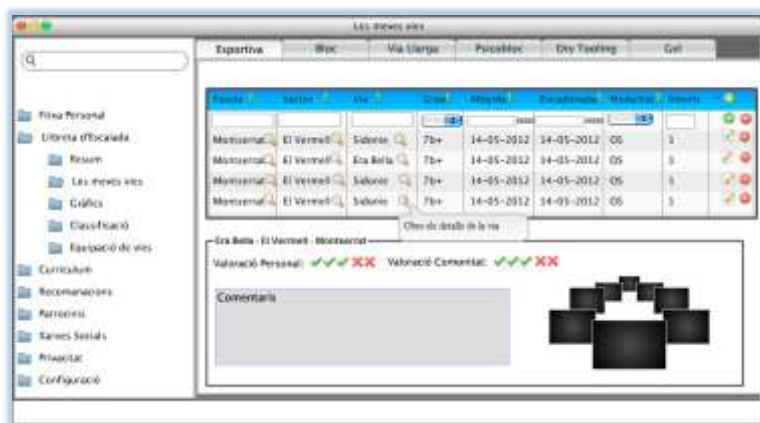 Les meves vies
Esportiva Bloc Via Llarga Psicobloc Dry Tooling Gel
Escola Sector Via Grau Intents
Fitxa Personal
Llibreta d'Escalada
Resum
Les meves vies
Gràfics
Classificació
Equipació de vies
Curriculum
Recomanacions
Patrocinis
Xarxes Socials
Privacitat
Configuració
Montserrat El Vermell Sidonie 7b+ 14-05-2012 14-05-2012 OS 1
Montserrat El Vermell Era Bella 7b+ 14-05-2012 14-05-2012 OS 1
Montserrat El Vermell Sidonie 7b+ 14-05-2012 14-05-2012 OS 1
Montserrat El Vermell Sidonie 7b+ 14-05-2012 14-05-2012 OS 1
Obre els detalls de la via
Era Bella - El Vermell - Montserrat
Valoració Personal: Valoració Comunitat:
Comentaris